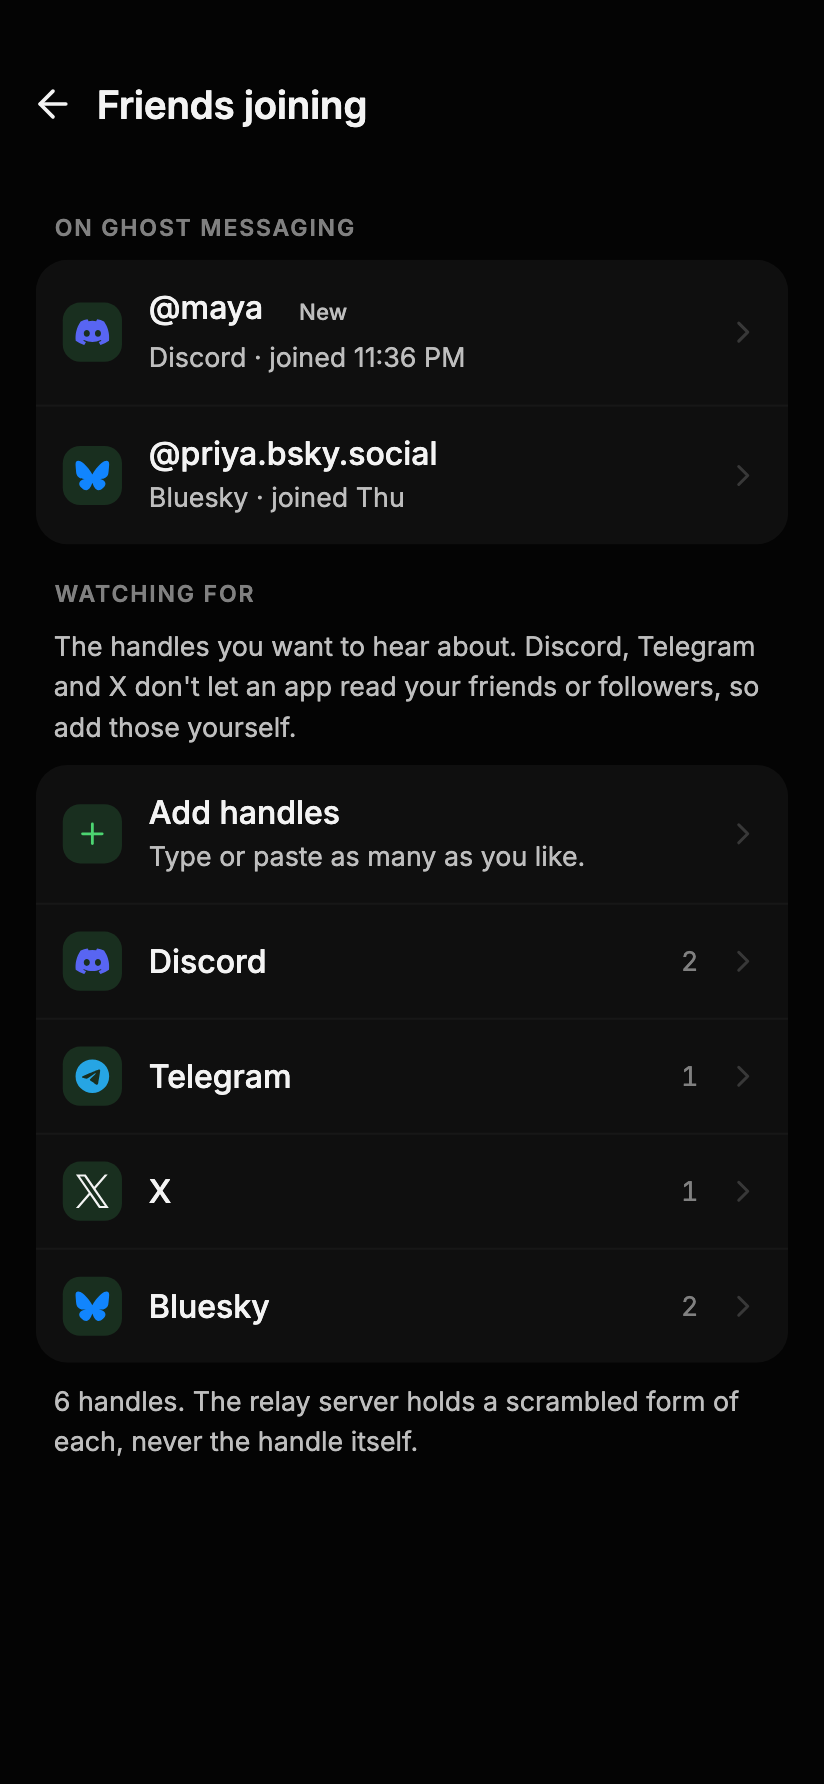 Friends joining
ON GHOST MESSAGING
@maya New
Discord · joined 11:36 PM
@priya.bsky.social
Bluesky · joined Thu
WATCHING FOR
The handles you want to hear about. Discord, Telegram
and X don't let an app read your friends or followers, so
add those yourself.
Add handles
Type or paste as many as you like.
Discord 2
Telegram 1
X 1
Bluesky 2
6 handles. The relay server holds a scrambled form of
each, never the handle itself.